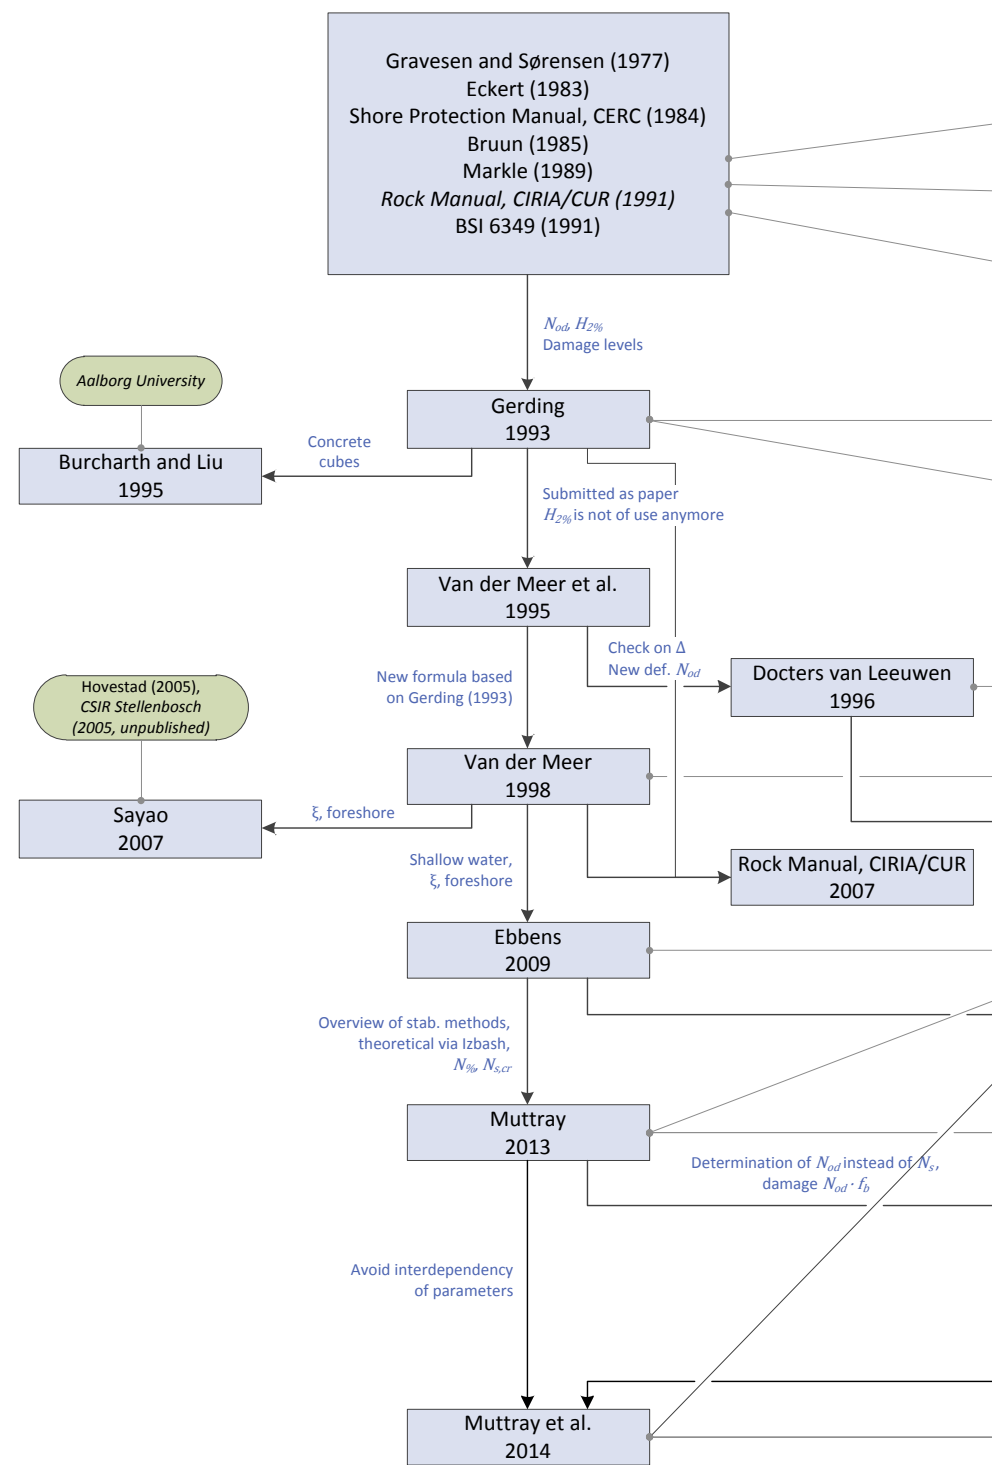 Gravesen and Sørensen (1977)
Eckert (1983)
Shore Protection Manual, CERC (1984)
Bruun (1985)
Markle (1989)
Rock Manual, CIRIA/CUR (1991)
BSI 6349 (1991)
Nod, H2%
Damage levels
Aalborg University
Gerding
1993
Burcharth and Liu
1995
Concrete
cubes
Submitted as paper
H2% is not of use anymore
Van der Meer et al.
1995
Check on Δ
New def. Nod
New formula based
on Gerding (1993)
Docters van Leeuwen
1996
Hovestad (2005),
CSIR Stellenbosch
(2005, unpublished)
Van der Meer
1998
Sayao
2007
ξ, foreshore
Shallow water,
ξ, foreshore
Rock Manual, CIRIA/CUR
2007
Ebbens
2009
Overview of stab. methods,
theoretical via Izbash,
N%, Ns,cr
Muttray
2013
Determination of Nod instead of Ns,
damage Nod · fb
Avoid interdependency
of parameters
Muttray et al.
2014